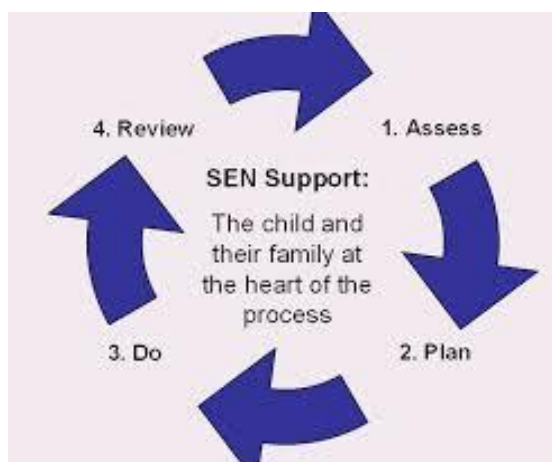 4. Review
1. Assess
SEN Support:
The child and
their family at
the heart of the
process
3. Do
2. Plan